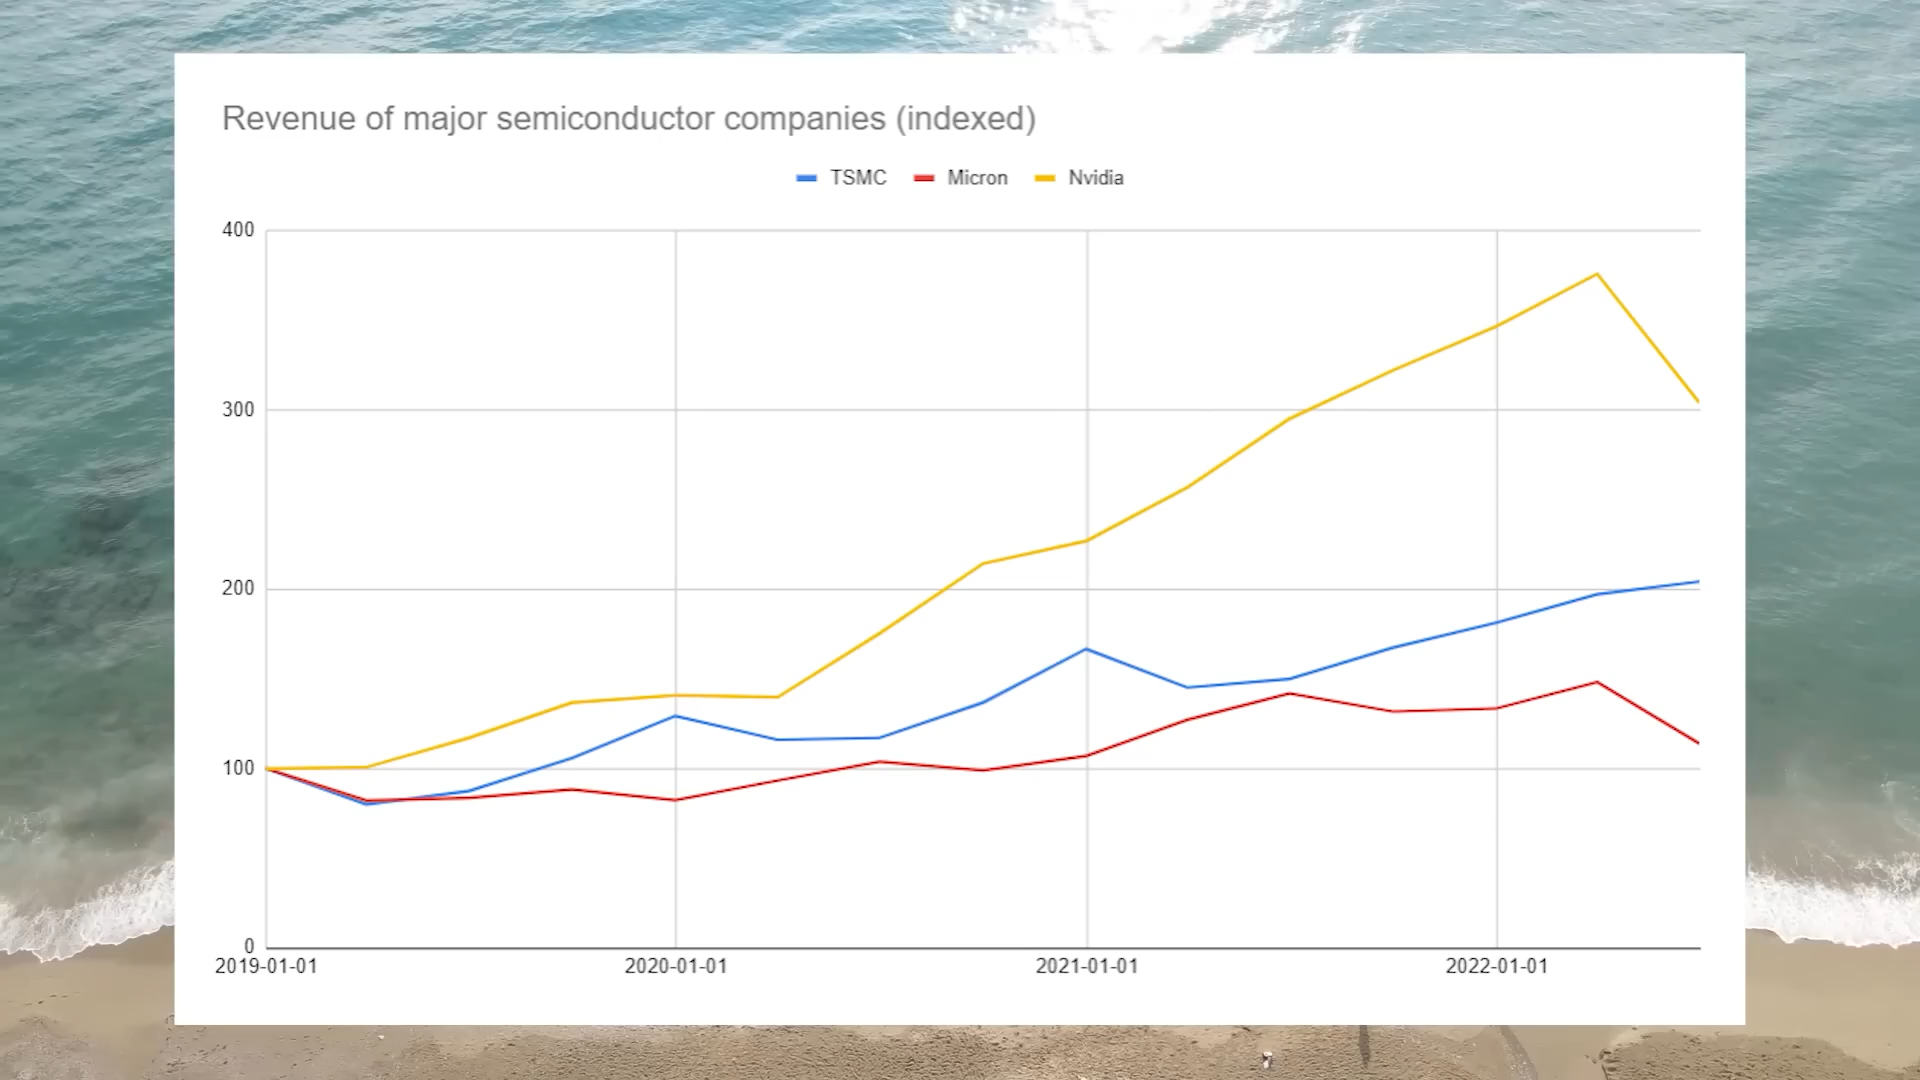 Revenue of major semiconductor companies (indexed)
TSMC Micron Nvidia
400
300
200
100
0
2019-01-01 2020-01-01 2021-01-01 2022-01-01